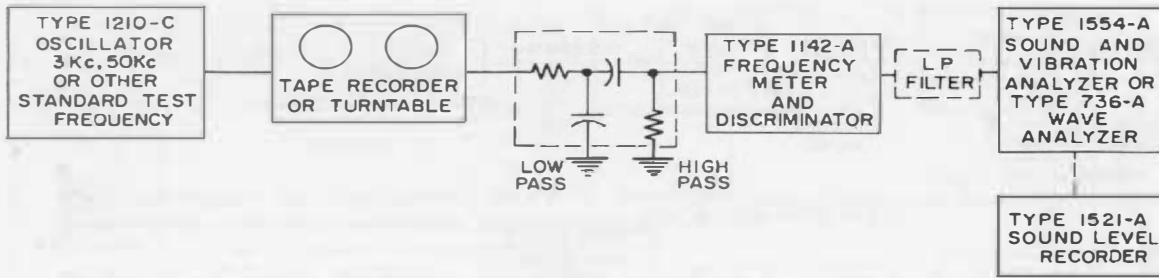 TYPE 1210-C
OSCILLATOR
3Kc, 50Kc
OR OTHER
STANDARD TEST
FREQUENCY
TAPE RECORDER
OR TURNTABLE
LOW
PASS
HIGH
PASS
TYPE 1142-A
FREQUENCY
METER
AND
DISCRIMINATOR
LP
FILTER
TYPE 1554-A
SOUND AND
VIBRATION
ANALYZER OR
TYPE 736-A
WAVE
ANALYZER
TYPE 1521-A
SOUND LEVEL
RECORDER